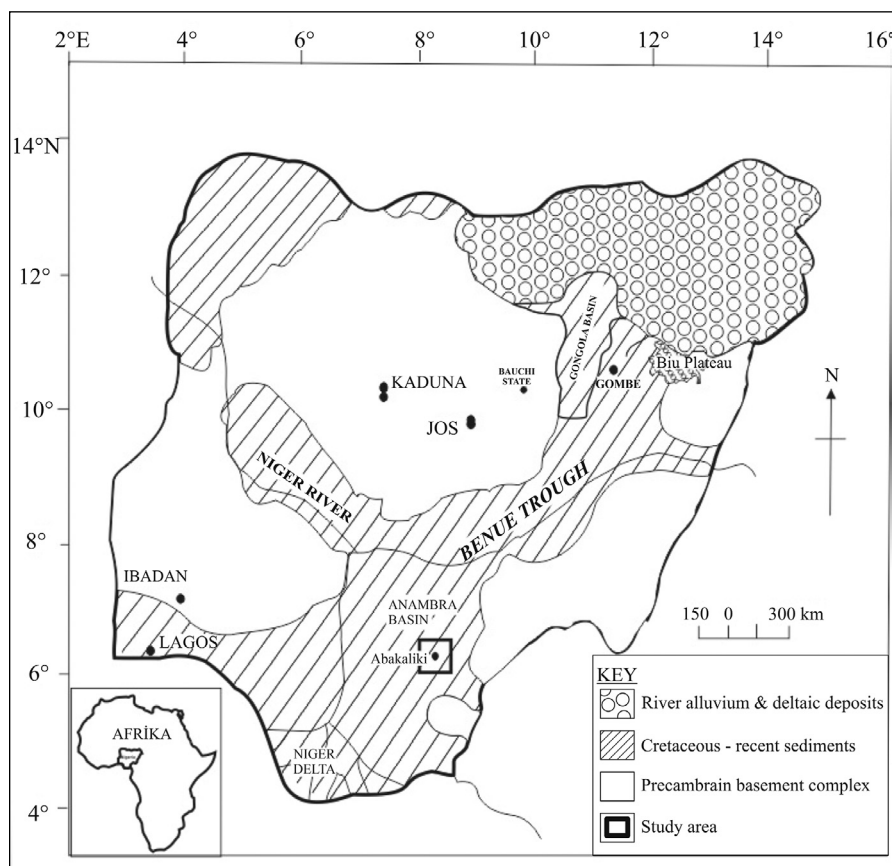 2°E 4° 6° 8° 10° 12° 14° 16°
14°N
12°
10°
8°
6°
4°
GONGOLA BASIN
Biu Plateau
BAUCHI
STATE
GOMBE
KADUNA
JOS
N
NIGER RIVER
BENUE TROUGH
IBADAN
LAGOS
ANAMBRA
BASIN
Abakaliki
150 0 300 km
NIGER
DELTA
AFRİKA
KEY
River alluvium & deltaic deposits
Cretaceous - recent sediments
Precambrain basement complex
Study area